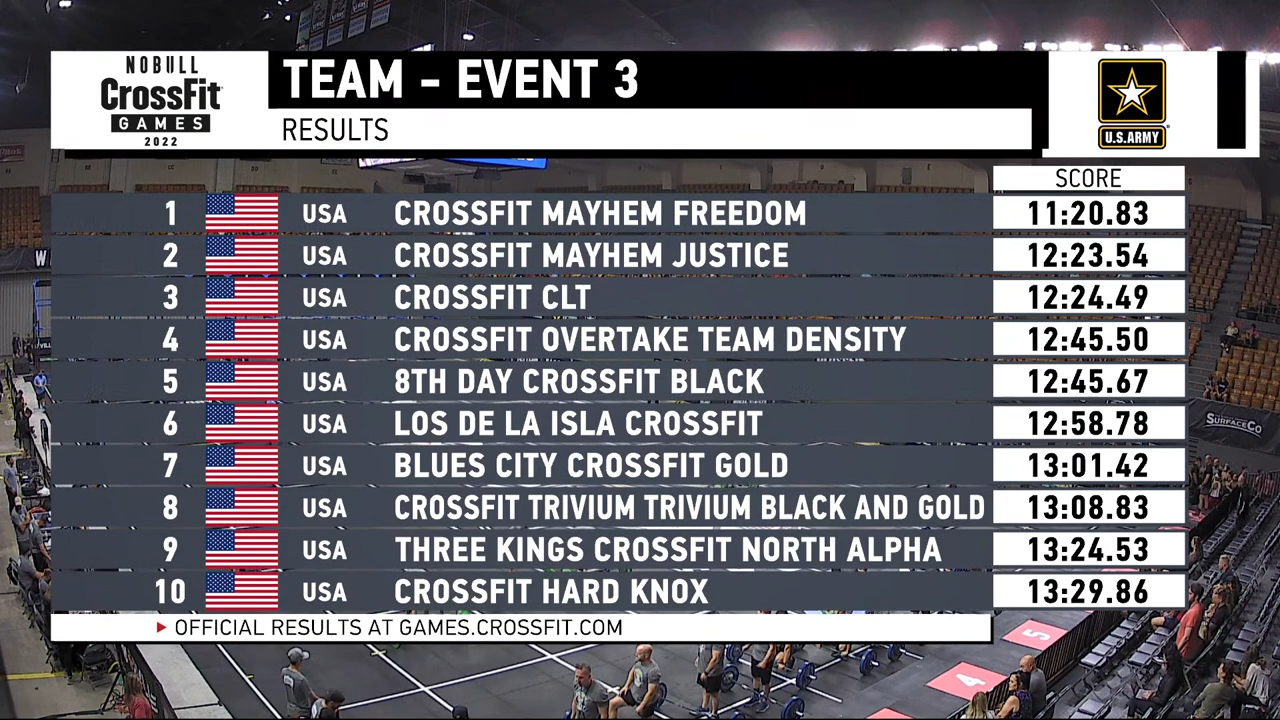 NOBULL
CrossFit
GAMES
2022
TEAM - EVENT 3
RESULTS
U.S.ARMY
SCORE
1 USA CROSSFIT MAYHEM FREEDOM 11:20.83
2 USA CROSSFIT MAYHEM JUSTICE 12:23.54
3 USA CROSSFIT CLT 12:24.49
4 USA CROSSFIT OVERTAKE TEAM DENSITY 12:45.50
5 USA 8TH DAY CROSSFIT BLACK 12:45.67
6 USA LOS DE LA ISLA CROSSFIT 12:58.78
7 USA BLUES CITY CROSSFIT GOLD 13:01.42
8 USA CROSSFIT TRIVIUM TRIVIUM BLACK AND GOLD 13:08.83
9 USA THREE KINGS CROSSFIT NORTH ALPHA 13:24.53
10 USA CROSSFIT HARD KNOX 13:29.86
OFFICIAL RESULTS AT GAMES.CROSSFIT.COM
SURFACECO
5
4